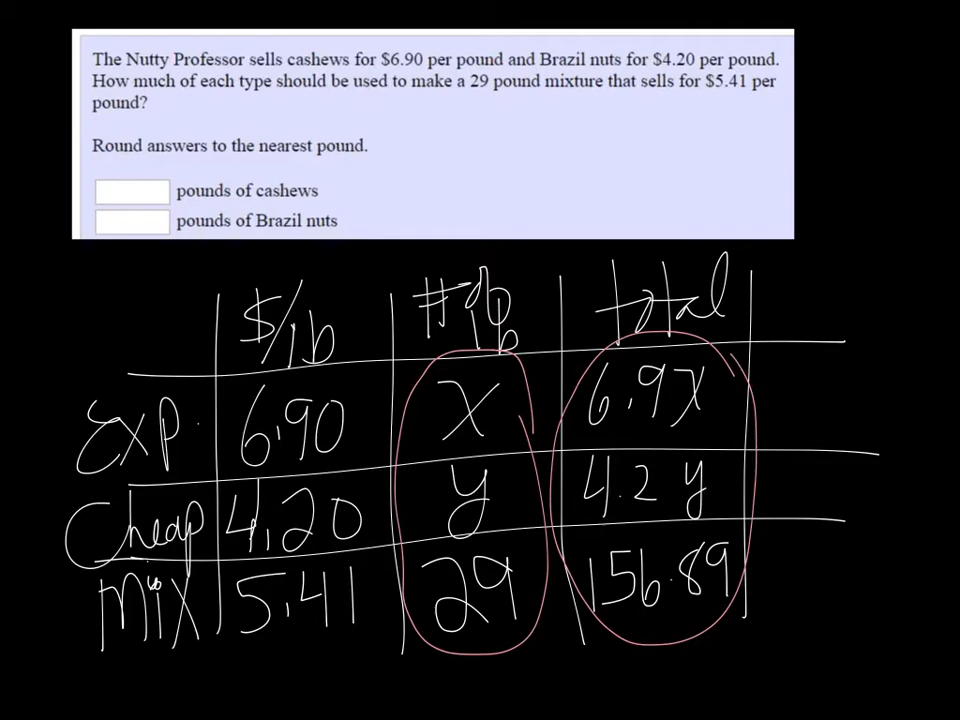 The Nutty Professor sells cashews for $6.90 per pound and Brazil nuts for $4.20 per pound.
How much of each type should be used to make a 29 pound mixture that sells for $5.41 per
pound?
Round answers to the nearest pound.
pounds of cashews
pounds of Brazil nuts
$/lb # lb total
Exp. 6.90 x 6.9x
Cheap 4.20 y 4.2 y
Mix 5.41 29 156.89